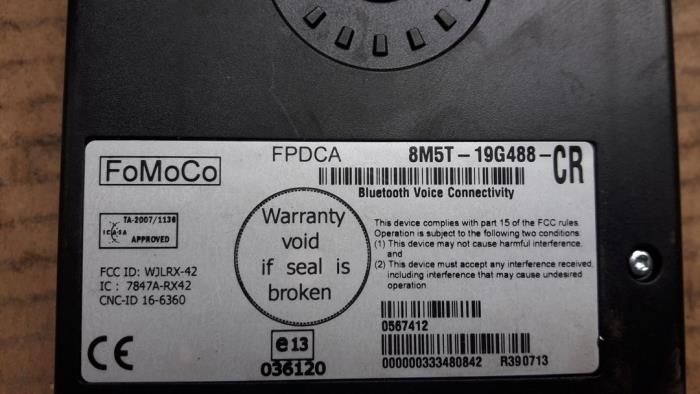 FoMoCo
FPDCA
8M5T-19G488-CR
Bluetooth Voice Connectivity
TA-2007/1136
ICASA
APPROVED
Warranty
void
if seal is
broken
This device complies with part 15 of the FCC rules.
Operation is subject to the following two conditions:
(1) This device may not cause harmful interference,
and
(2) This device must accept any interference received,
including interference that may cause undesired
operation.
FCC ID: WJLRX-42
IC : 7847A-RX42
CNC-ID 16-6360
0567412
CE
e13
036120
000000333480842 R390713